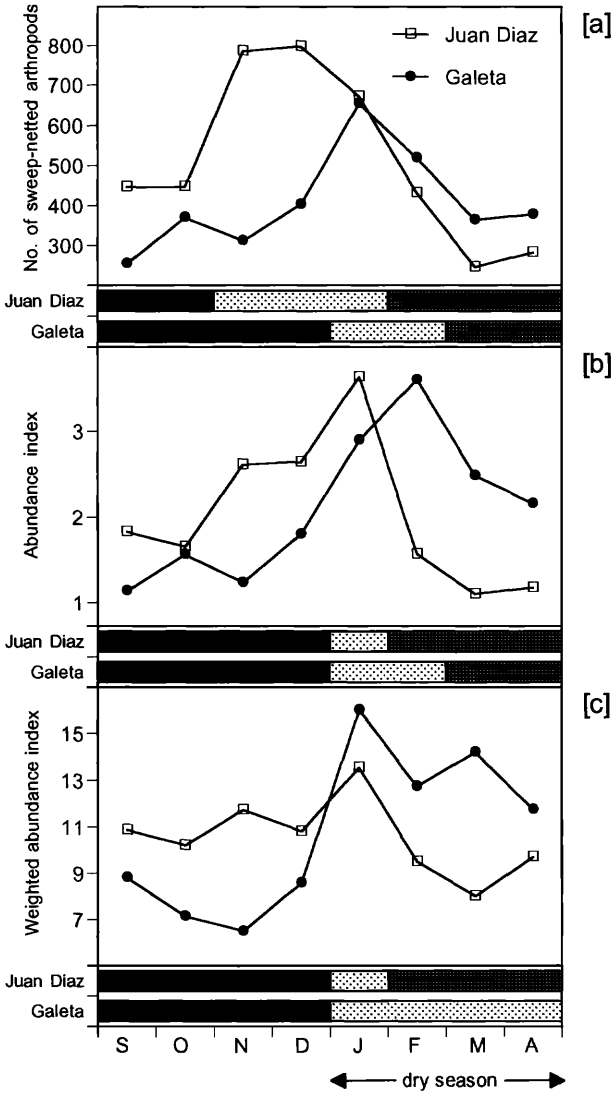 [a]
No. of sweep-netted arthropods
800
700
600
500
400
300
Juan Diaz
Galeta
Juan Diaz
Galeta
[b]
Abundance index
3
2
1
Juan Diaz
Galeta
[c]
Weighted abundance index
15
13
11
9
7
Juan Diaz
Galeta
S O N D J F M A
dry season